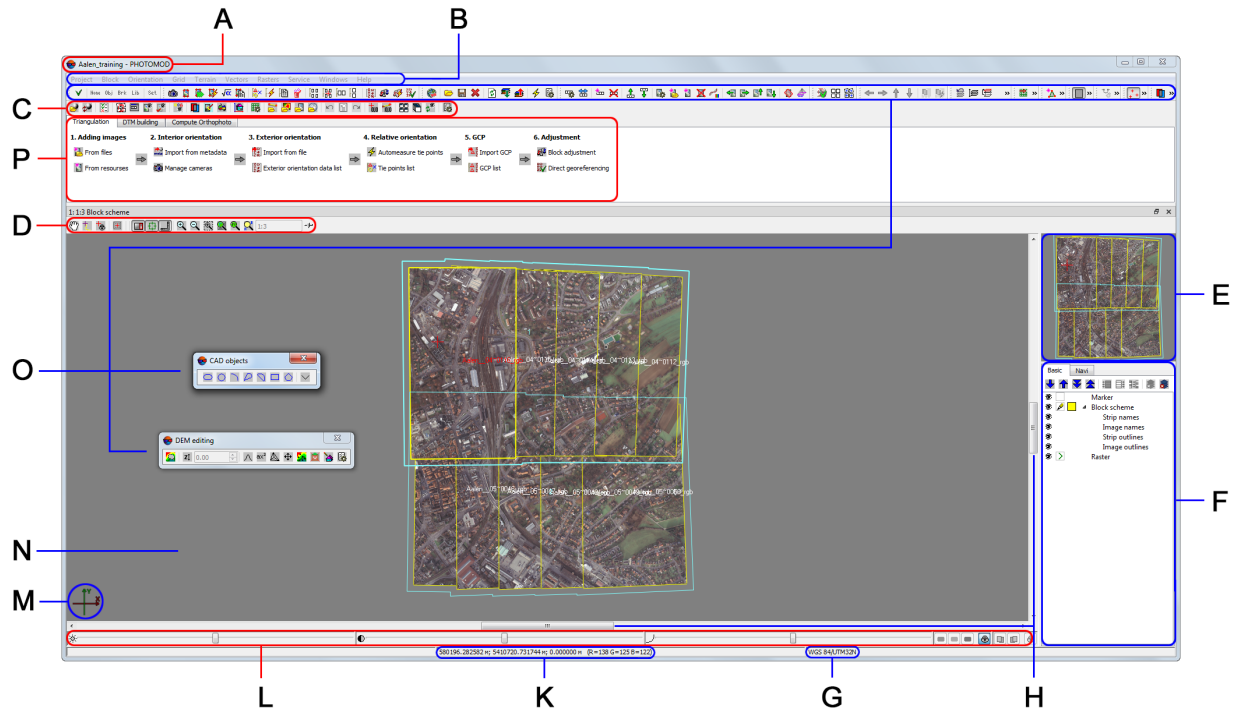 A
B
Aalen_training - PHOTOMOD
Project Block Orientation Grid Terrain Vectors Rasters Service Windows Help
None Obj Brk Lib Set
C
Triangulation DTM building Compute Orthophoto
P
1. Adding images 2. Interior orientation 3. Exterior orientation 4. Relative orientation 5. GCP 6. Adjustment
From files Import from metadata Import from file Automeasure tie points Import GCP Block adjustment
From resourses Manage cameras Exterior orientation data list Tie points list GCP list Direct georeferencing
1: 1:3 Block scheme
D
1:3
E
O
CAD objects
Basic Navi
Marker
Block scheme
Strip names
Image names
Strip outlines
Image outlines
Raster
F
DEM editing
0.00
N
M
Y
X
580196.282582 м; 5410720.731744 м; 0.000000 м (R=138 G=125 B=122)
WGS 84/UTM32N
L
K
G
H